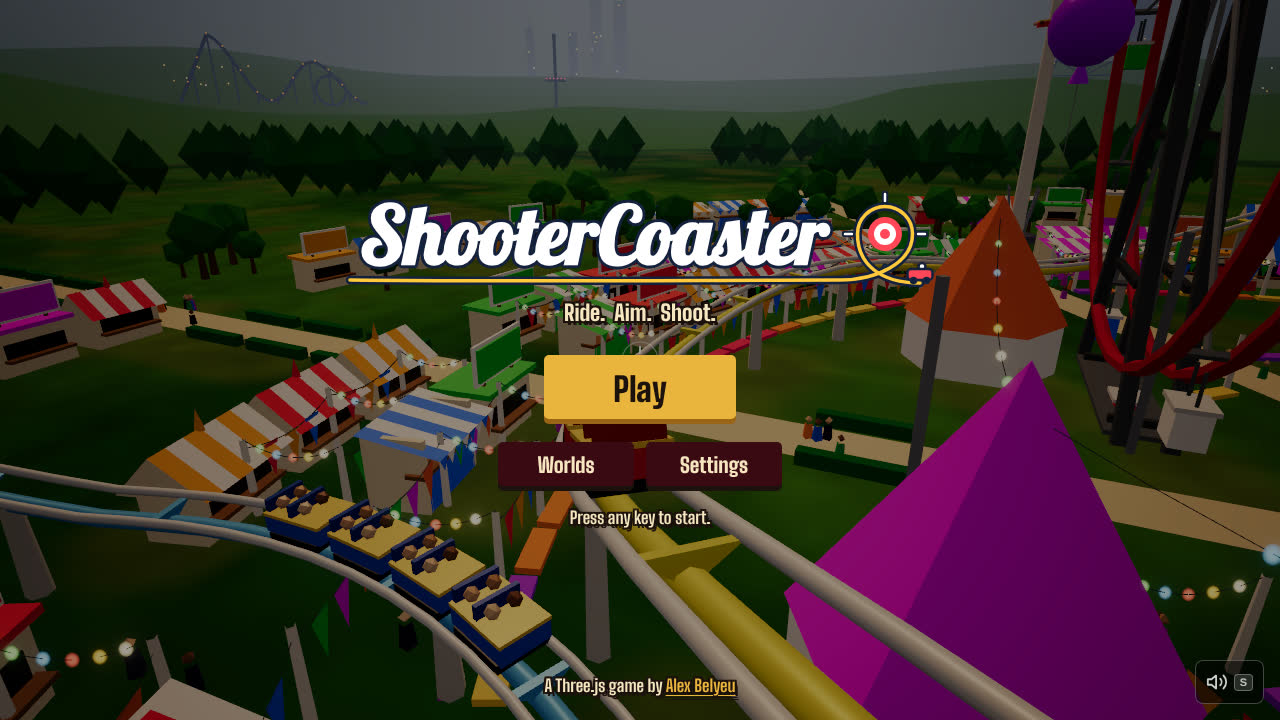 ShooterCoaster
Ride. Aim. Shoot.
Play
Worlds
Settings
Press any key to start.
A Three.js game by Alex Belyeu
S